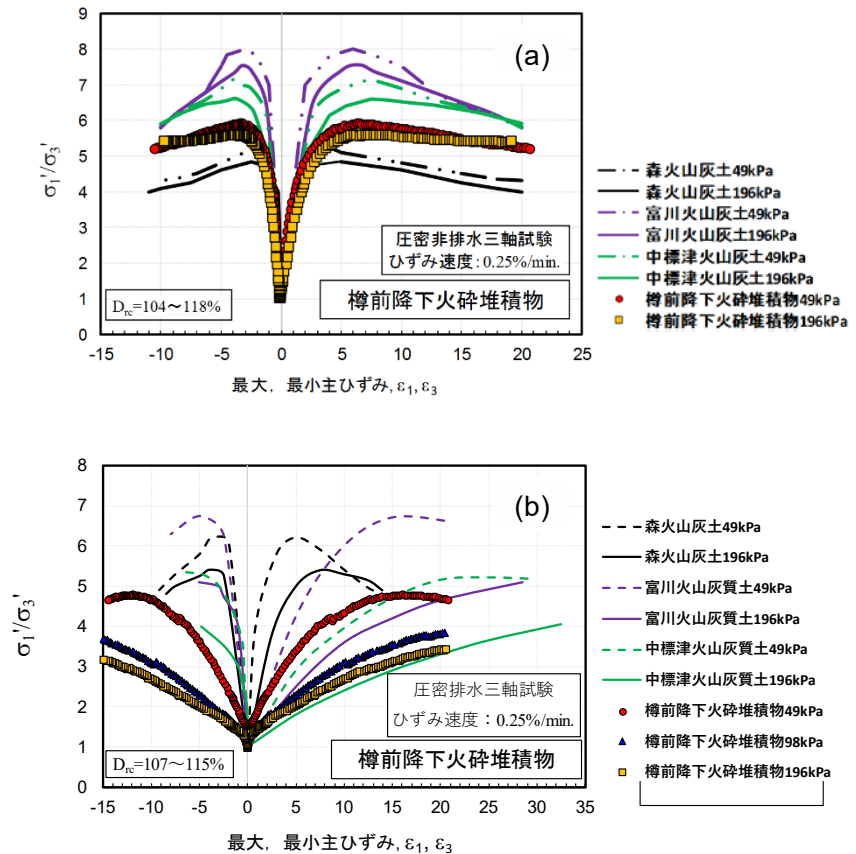 9
8
7
6
5
4
3
2
1
0
σ₁'/σ₃'
(a)
圧密非排水三軸試験
ひずみ速度：0.25%/min.
D_rc=104～118%
樽前降下火砕堆積物
-15 -10 -5 0 5 10 15 20 25
最大，最小主ひずみ, ε₁, ε₃
森火山灰土49kPa
森火山灰土196kPa
富川火山灰土49kPa
富川火山灰土196kPa
中標津火山灰土49kPa
中標津火山灰土196kPa
樽前降下火砕堆積物49kPa
樽前降下火砕堆積物196kPa
8
7
6
5
4
3
2
1
0
σ₁'/σ₃'
(b)
圧密排水三軸試験
ひずみ速度：0.25%/min.
D_rc=107～115%
樽前降下火砕堆積物
-15 -10 -5 0 5 10 15 20 25 30 35
最大，最小主ひずみ, ε₁, ε₃
森火山灰土49kPa
森火山灰土196kPa
富川火山灰質土49kPa
富川火山灰質土196kPa
中標津火山灰質土49kPa
中標津火山灰質土196kPa
樽前降下火砕堆積物49kPa
樽前降下火砕堆積物98kPa
樽前降下火砕堆積物196kPa